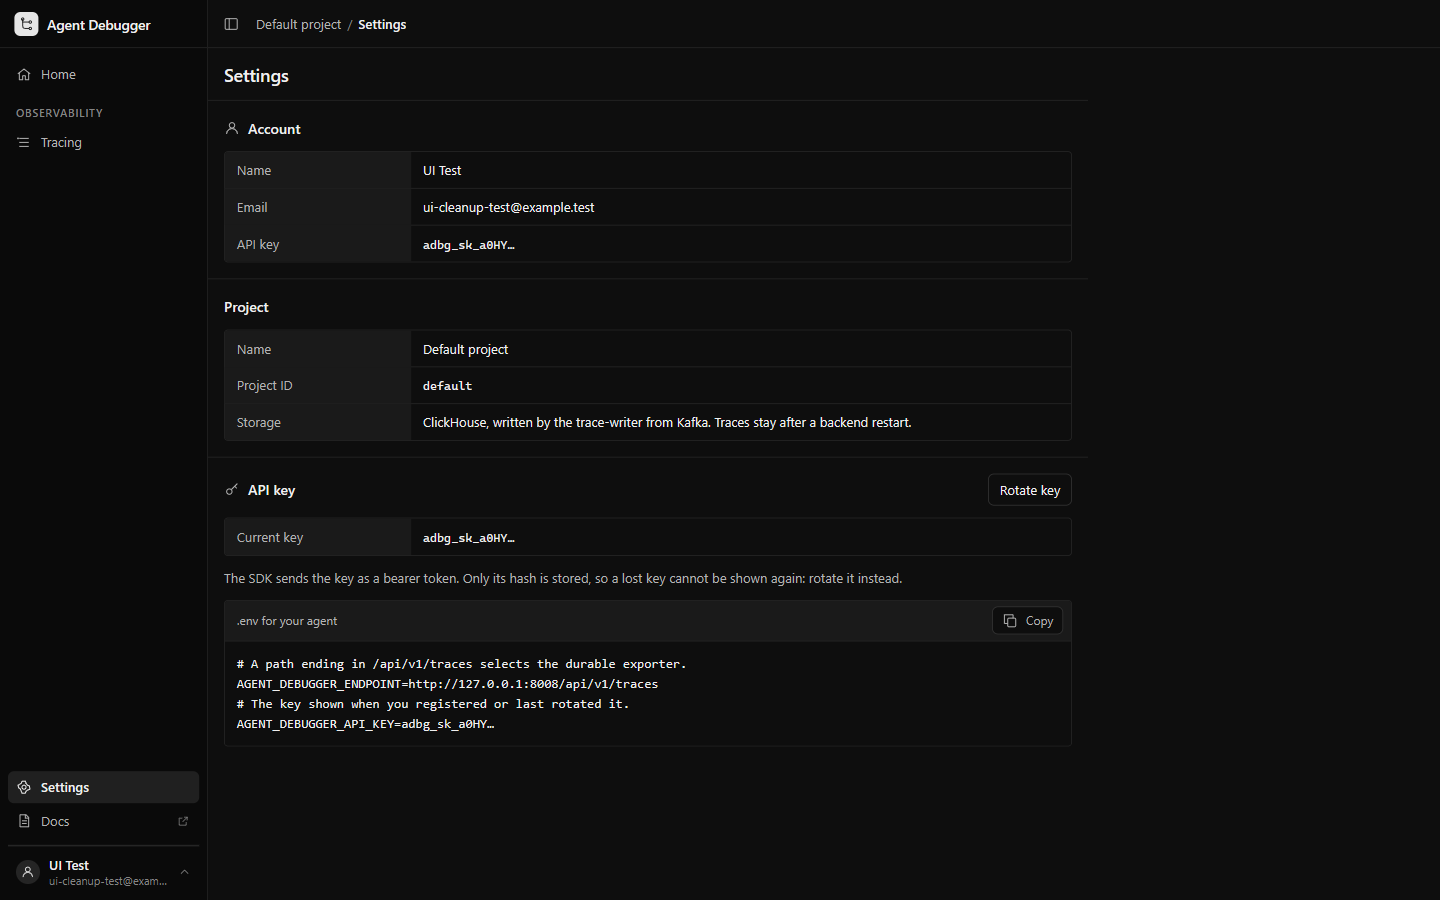 Agent Debugger
Default project / Settings
Home
OBSERVABILITY
Tracing
Settings
Account
Name UI Test
Email ui-cleanup-test@example.test
API key adbg_sk_a0HY…
Project
Name Default project
Project ID default
Storage ClickHouse, written by the trace-writer from Kafka. Traces stay after a backend restart.
API key Rotate key
Current key adbg_sk_a0HY…
The SDK sends the key as a bearer token. Only its hash is stored, so a lost key cannot be shown again: rotate it instead.
.env for your agent Copy
# A path ending in /api/v1/traces selects the durable exporter.
AGENT_DEBUGGER_ENDPOINT=http://127.0.0.1:8008/api/v1/traces
# The key shown when you registered or last rotated it.
AGENT_DEBUGGER_API_KEY=adbg_sk_a0HY…
Settings
Docs
UI Test
ui-cleanup-test@exam...